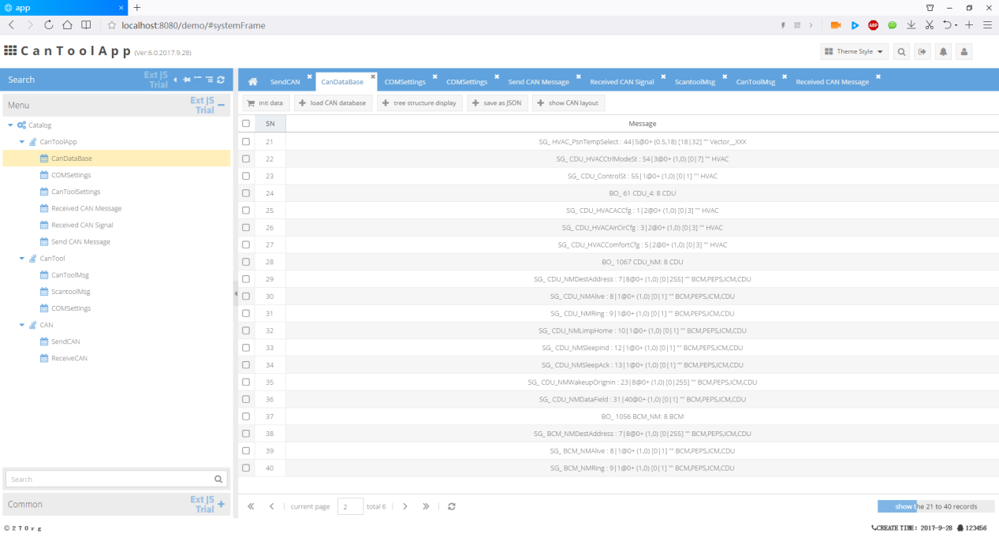 app
localhost:8080/demo/#systemFrame
CanToolApp (Ver:6.0.2017.9.28)
Theme Style
Search
Ext JS Trial
SendCAN
CanDataBase
COMSettings
COMSettings
Send CAN Message
Received CAN Signal
ScantoolMsg
CanToolMsg
Received CAN Message
Menu
Ext JS Trial
init data
load CAN database
tree structure display
save as JSON
show CAN layout
Catalog
CanToolApp
CanDataBase
COMSettings
CanToolSettings
Received CAN Message
Received CAN Signal
Send CAN Message
CanTool
CanToolMsg
ScantoolMsg
COMSettings
CAN
SendCAN
ReceiveCAN
SN Message
21 SG_ HVAC_PsnTempSelect : 44|5@0+ (0.5,18) [18|32] "" Vector__XXX
22 SG_ CDU_HVACCtrlModeSt : 54|3@0+ (1,0) [0|7] "" HVAC
23 SG_ CDU_ControlSt : 55|1@0+ (1,0) [0|1] "" HVAC
24 BO_ 61 CDU_4: 8 CDU
25 SG_ CDU_HVACACCfg : 1|2@0+ (1,0) [0|3] "" HVAC
26 SG_ CDU_HVACAirCirCfg : 3|2@0+ (1,0) [0|3] "" HVAC
27 SG_ CDU_HVACComfortCfg : 5|2@0+ (1,0) [0|3] "" HVAC
28 BO_ 1067 CDU_NM: 8 CDU
29 SG_ CDU_NMDestAddress : 7|8@0+ (1,0) [0|255] "" BCM,PEPS,ICM,CDU
30 SG_ CDU_NMAlive : 8|1@0+ (1,0) [0|1] "" BCM,PEPS,ICM,CDU
31 SG_ CDU_NMRing : 9|1@0+ (1,0) [0|1] "" BCM,PEPS,ICM,CDU
32 SG_ CDU_NMLimpHome : 10|1@0+ (1,0) [0|1] "" BCM,PEPS,ICM,CDU
33 SG_ CDU_NMSleepInd : 12|1@0+ (1,0) [0|1] "" BCM,PEPS,ICM,CDU
34 SG_ CDU_NMSleepAck : 13|1@0+ (1,0) [0|1] "" BCM,PEPS,ICM,CDU
35 SG_ CDU_NMWakeupOrignin : 23|8@0+ (1,0) [0|255] "" BCM,PEPS,ICM,CDU
36 SG_ CDU_NMDataField : 31|40@0+ (1,0) [0|1] "" BCM,PEPS,ICM,CDU
37 BO_ 1056 BCM_NM: 8 BCM
38 SG_ BCM_NMDestAddress : 7|8@0+ (1,0) [0|255] "" BCM,PEPS,ICM,CDU
39 SG_ BCM_NMAlive : 8|1@0+ (1,0) [0|1] "" BCM,PEPS,ICM,CDU
40 SG_ BCM_NMRing : 9|1@0+ (1,0) [0|1] "" BCM,PEPS,ICM,CDU
Search
Common
Ext JS Trial
current page 2 total 6
show the 21 to 40 records
©270rg
CREATE TIME: 2017-9-28 123456